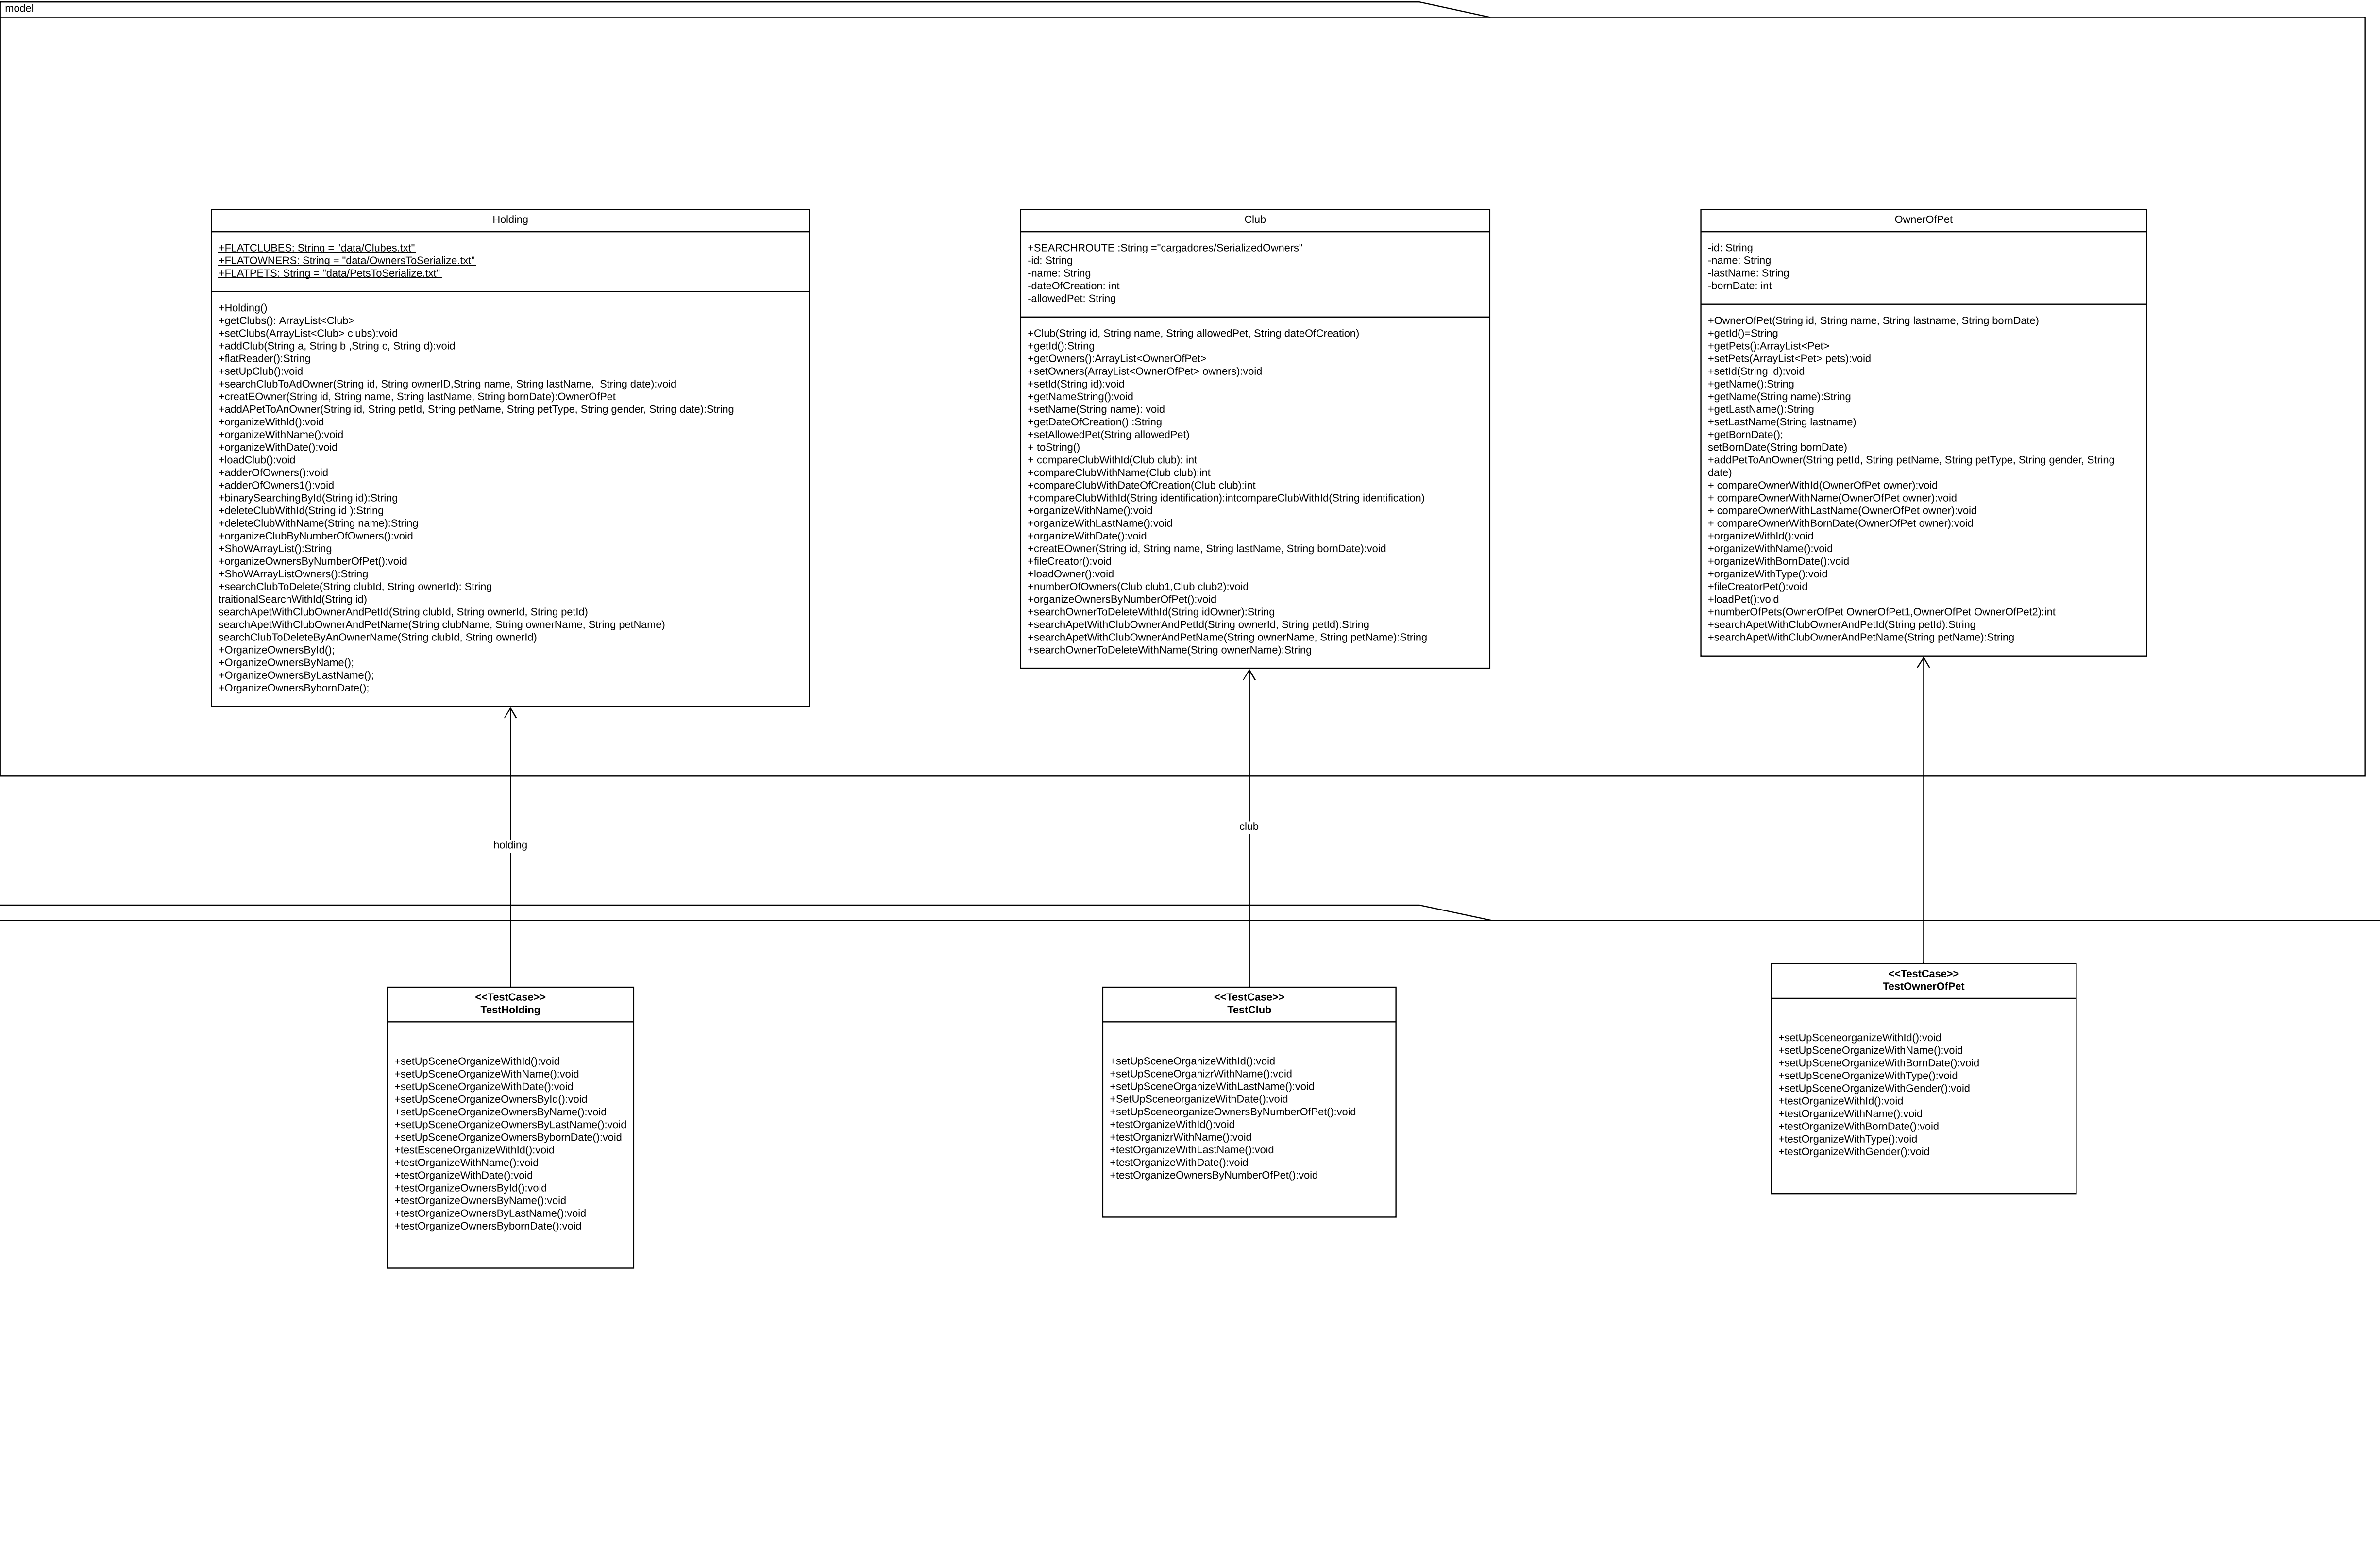 model
Holding
+FLATCLUBES: String = "data/Clubes.txt"
+FLATOWNERS: String = "data/OwnersToSerialize.txt"
+FLATPETS: String = "data/PetsToSerialize.txt"
+Holding()
+getClubs(): ArrayList<Club>
+setClubs(ArrayList<Club> clubs):void
+addClub(String a, String b ,String c, String d):void
+flatReader():String
+setUpClub():void
+searchClubToAdOwner(String id, String ownerID,String name, String lastName,  String date):void
+creatEOwner(String id, String name, String lastName, String bornDate):OwnerOfPet
+addAPetToAnOwner(String id, String petId, String petName, String petType, String gender, String date):String
+organizeWithId():void
+organizeWithName():void
+organizeWithDate():void
+loadClub():void
+adderOfOwners():void
+adderOfOwners1():void
+binarySearchingById(String id):String
+deleteClubWithId(String id ):String
+deleteClubWithName(String name):String
+organizeClubByNumberOfOwners():void
+ShoWArrayList():String
+organizeOwnersByNumberOfPet():void
+ShoWArrayListOwners():String
+searchClubToDelete(String clubId, String ownerId): String
traitionalSearchWithId(String id)
searchApetWithClubOwnerAndPetId(String clubId, String ownerId, String petId)
searchApetWithClubOwnerAndPetName(String clubName, String ownerName, String petName)
searchClubToDeleteByAnOwnerName(String clubId, String ownerId)
+OrganizeOwnersById();
+OrganizeOwnersByName();
+OrganizeOwnersByLastName();
+OrganizeOwnersBybornDate();
Club
+SEARCHROUTE :String ="cargadores/SerializedOwners"
-id: String
-name: String
-dateOfCreation: int
-allowedPet: String
+Club(String id, String name, String allowedPet, String dateOfCreation)
+getId():String
+getOwners():ArrayList<OwnerOfPet>
+setOwners(ArrayList<OwnerOfPet> owners):void
+setId(String id):void
+getNameString():void
+setName(String name): void
+getDateOfCreation() :String
+setAllowedPet(String allowedPet)
+ toString()
+ compareClubWithId(Club club): int
+compareClubWithName(Club club):int
+compareClubWithDateOfCreation(Club club):int
+compareClubWithId(String identification):intcompareClubWithId(String identification)
+organizeWithName():void
+organizeWithLastName():void
+organizeWithDate():void
+creatEOwner(String id, String name, String lastName, String bornDate):void
+fileCreator():void
+loadOwner():void
+numberOfOwners(Club club1,Club club2):void
+organizeOwnersByNumberOfPet():void
+searchOwnerToDeleteWithId(String idOwner):String
+searchApetWithClubOwnerAndPetId(String ownerId, String petId):String
+searchApetWithClubOwnerAndPetName(String ownerName, String petName):String
+searchOwnerToDeleteWithName(String ownerName):String
OwnerOfPet
-id: String
-name: String
-lastName: String
-bornDate: int
+OwnerOfPet(String id, String name, String lastname, String bornDate)
+getId()=String
+getPets():ArrayList<Pet>
+setPets(ArrayList<Pet> pets):void
+setId(String id):void
+getName():String
+getName(String name):String
+getLastName():String
+setLastName(String lastname)
+getBornDate();
setBornDate(String bornDate)
+addPetToAnOwner(String petId, String petName, String petType, String gender, String
date)
+ compareOwnerWithId(OwnerOfPet owner):void
+ compareOwnerWithName(OwnerOfPet owner):void
+ compareOwnerWithLastName(OwnerOfPet owner):void
+ compareOwnerWithBornDate(OwnerOfPet owner):void
+organizeWithId():void
+organizeWithName():void
+organizeWithBornDate():void
+organizeWithType():void
+fileCreatorPet():void
+loadPet():void
+numberOfPets(OwnerOfPet OwnerOfPet1,OwnerOfPet OwnerOfPet2):int
+searchApetWithClubOwnerAndPetId(String petId):String
+searchApetWithClubOwnerAndPetName(String petName):String
holding
club
<<TestCase>>
TestHolding
+setUpSceneOrganizeWithId():void
+setUpSceneOrganizeWithName():void
+setUpSceneOrganizeWithDate():void
+setUpSceneOrganizeOwnersById():void
+setUpSceneOrganizeOwnersByName():void
+setUpSceneOrganizeOwnersByLastName():void
+setUpSceneOrganizeOwnersBybornDate():void
+testEsceneOrganizeWithId():void
+testOrganizeWithName():void
+testOrganizeWithDate():void
+testOrganizeOwnersById():void
+testOrganizeOwnersByName():void
+testOrganizeOwnersByLastName():void
+testOrganizeOwnersBybornDate():void
<<TestCase>>
TestClub
+setUpSceneOrganizeWithId():void
+setUpSceneOrganizrWithName():void
+setUpSceneOrganizeWithLastName():void
+SetUpSceneorganizeWithDate():void
+setUpSceneorganizeOwnersByNumberOfPet():void
+testOrganizeWithId():void
+testOrganizrWithName():void
+testOrganizeWithLastName():void
+testOrganizeWithDate():void
+testOrganizeOwnersByNumberOfPet():void
<<TestCase>>
TestOwnerOfPet
+setUpSceneorganizeWithId():void
+setUpSceneOrganizeWithName():void
+setUpSceneOrganizeWithBornDate():void
+setUpSceneOrganizeWithType():void
+setUpSceneOrganizeWithGender():void
+testOrganizeWithId():void
+testOrganizeWithName():void
+testOrganizeWithBornDate():void
+testOrganizeWithType():void
+testOrganizeWithGender():void